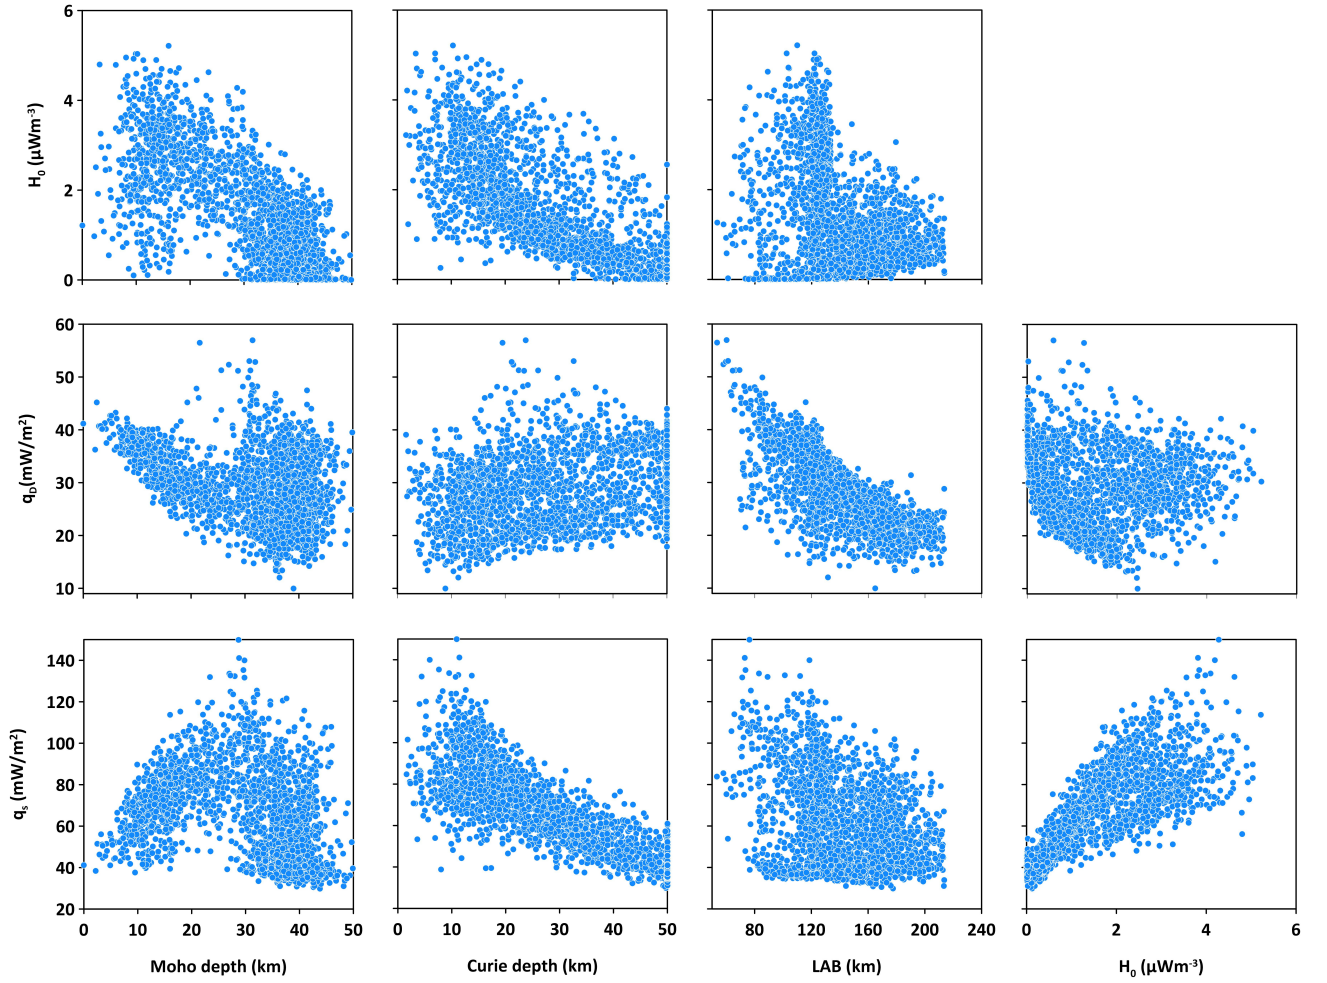 6
4
2
0
H₀ (µWm⁻³)
60
50
40
30
20
10
q_D(mW/m²)
140
120
100
80
60
40
20
qₛ (mW/m²)
0 10 20 30 40 50
0 10 20 30 40 50
80 120 160 200 240
0 2 4 6
Moho depth (km)
Curie depth (km)
LAB (km)
H₀ (µWm⁻³)